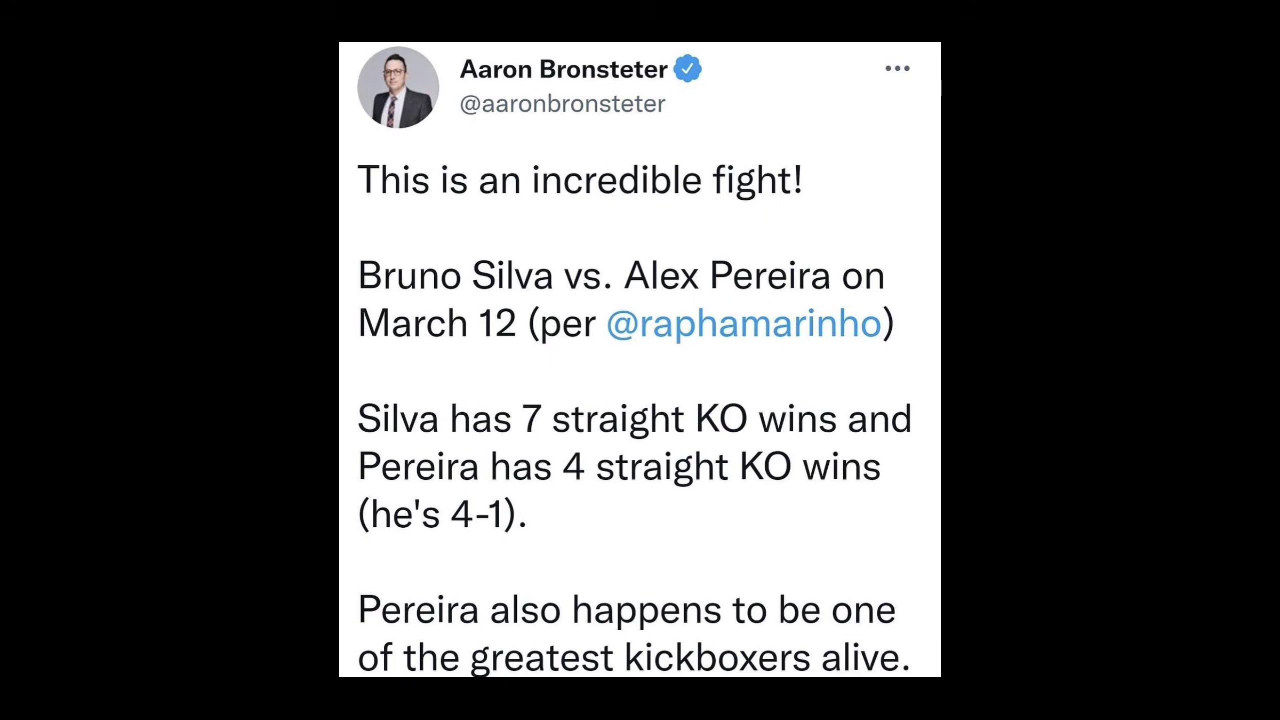 Aaron Bronsteter
@aaronbronsteter
This is an incredible fight!
Bruno Silva vs. Alex Pereira on
March 12 (per @raphamarinho)
Silva has 7 straight KO wins and
Pereira has 4 straight KO wins
(he's 4-1).
Pereira also happens to be one
of the greatest kickboxers alive.